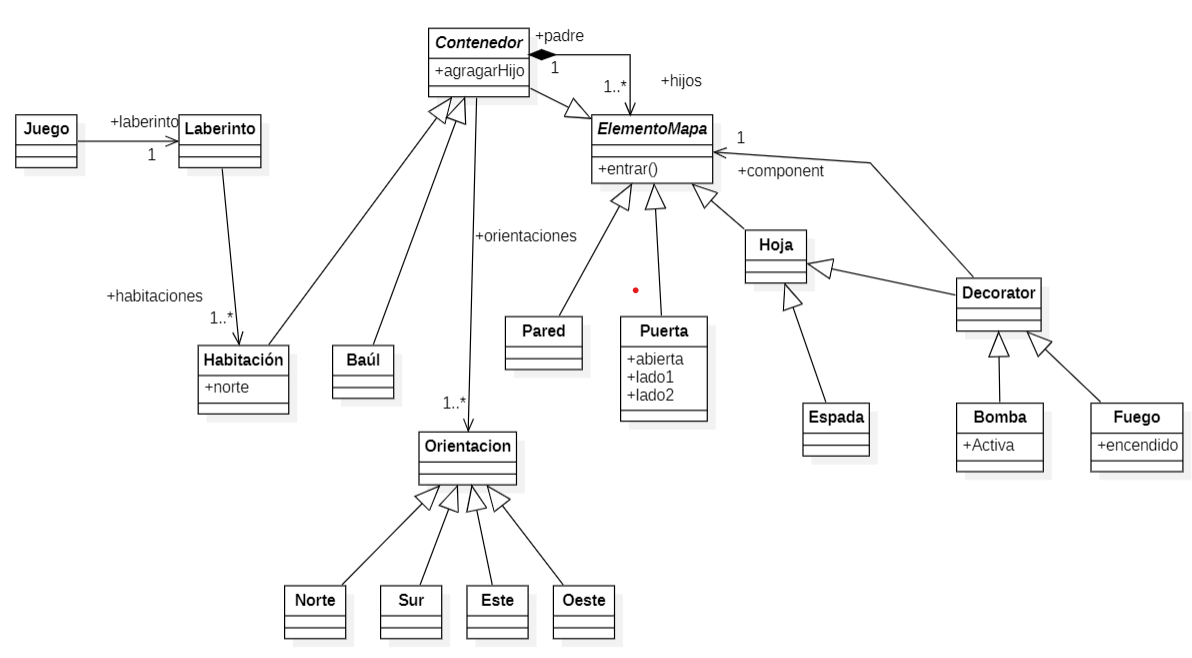 +padre
Contenedor
+agragarHijo
1
1..*
+hijos
Juego
+laberinto
1
Laberinto
ElementoMapa
+entrar()
1
+component
+orientaciones
Hoja
+habitaciones
1..*
Decorator
Habitación
+norte
Baúl
Pared
Puerta
+abierta
+lado1
+lado2
1..*
Espada
Bomba
+Activa
Fuego
+encendido
Orientacion
Norte
Sur
Este
Oeste